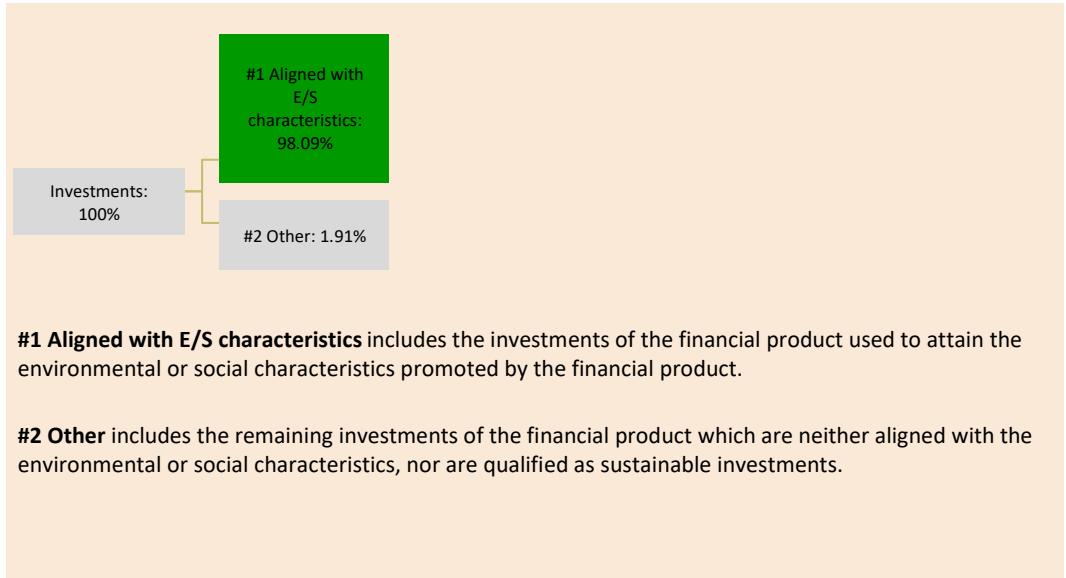 #1 Aligned with
E/S
characteristics:
98.09%
Investments:
100%
#2 Other: 1.91%
#1 Aligned with E/S characteristics includes the investments of the financial product used to attain the
environmental or social characteristics promoted by the financial product.
#2 Other includes the remaining investments of the financial product which are neither aligned with the
environmental or social characteristics, nor are qualified as sustainable investments.